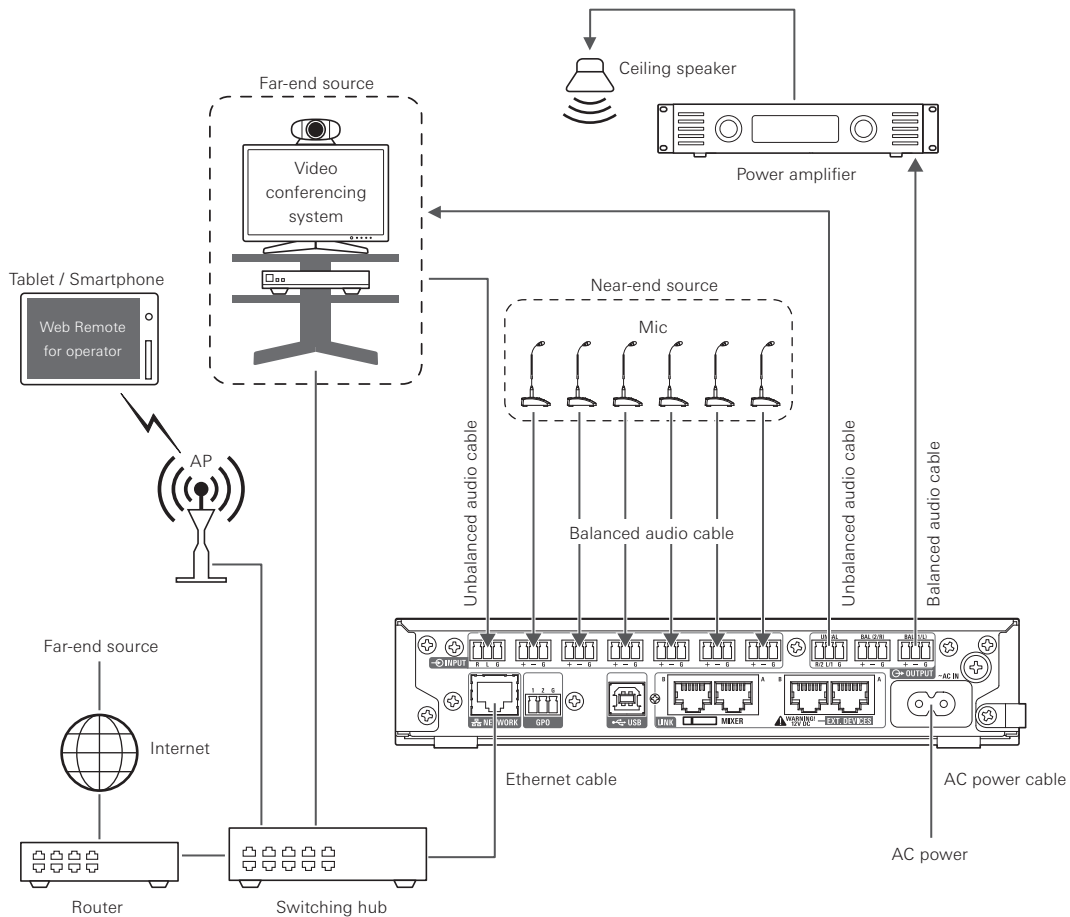 Ceiling speaker
Far-end source
Power amplifier
Video
conferencing
system
Tablet / Smartphone
Web Remote
for operator
Near-end source
Mic
AP
Unbalanced audio cable
Balanced audio cable
Unbalanced audio cable
Balanced audio cable
Far-end source
Internet
INPUT
R L G
+ − G
+ − G
+ − G
+ − G
+ − G
+ − G
UNBAL
R/2 L/1 G
BAL (2/R)
+ − G
BAL (1/L)
+ − G
OUTPUT
~AC IN
NETWORK
1 2 G
GPO
USB
LINK
B A
MIXER
B A
WARNING!
12V DC
EXT. DEVICES
Ethernet cable
AC power cable
AC power
Router
Switching hub